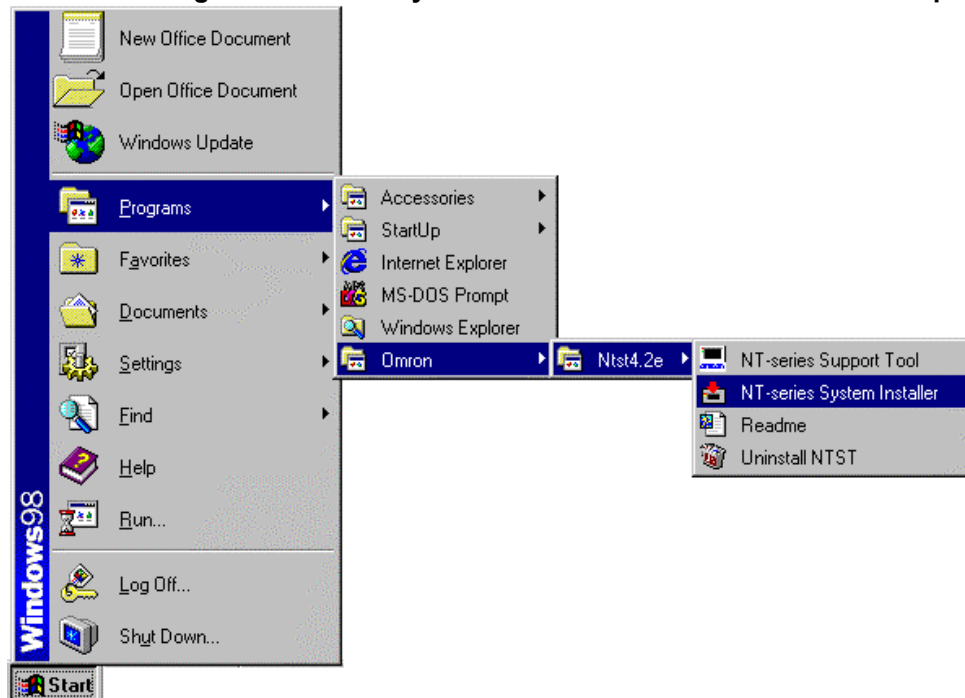 New Office Document
Open Office Document
Windows Update
Programs
Favorites
Documents
Settings
Find
Help
Run...
Log Off...
Shut Down...
Windows98
Start
Accessories
StartUp
Internet Explorer
MS-DOS Prompt
Windows Explorer
Omron
Ntst4.2e
NT-series Support Tool
NT-series System Installer
Readme
Uninstall NTST